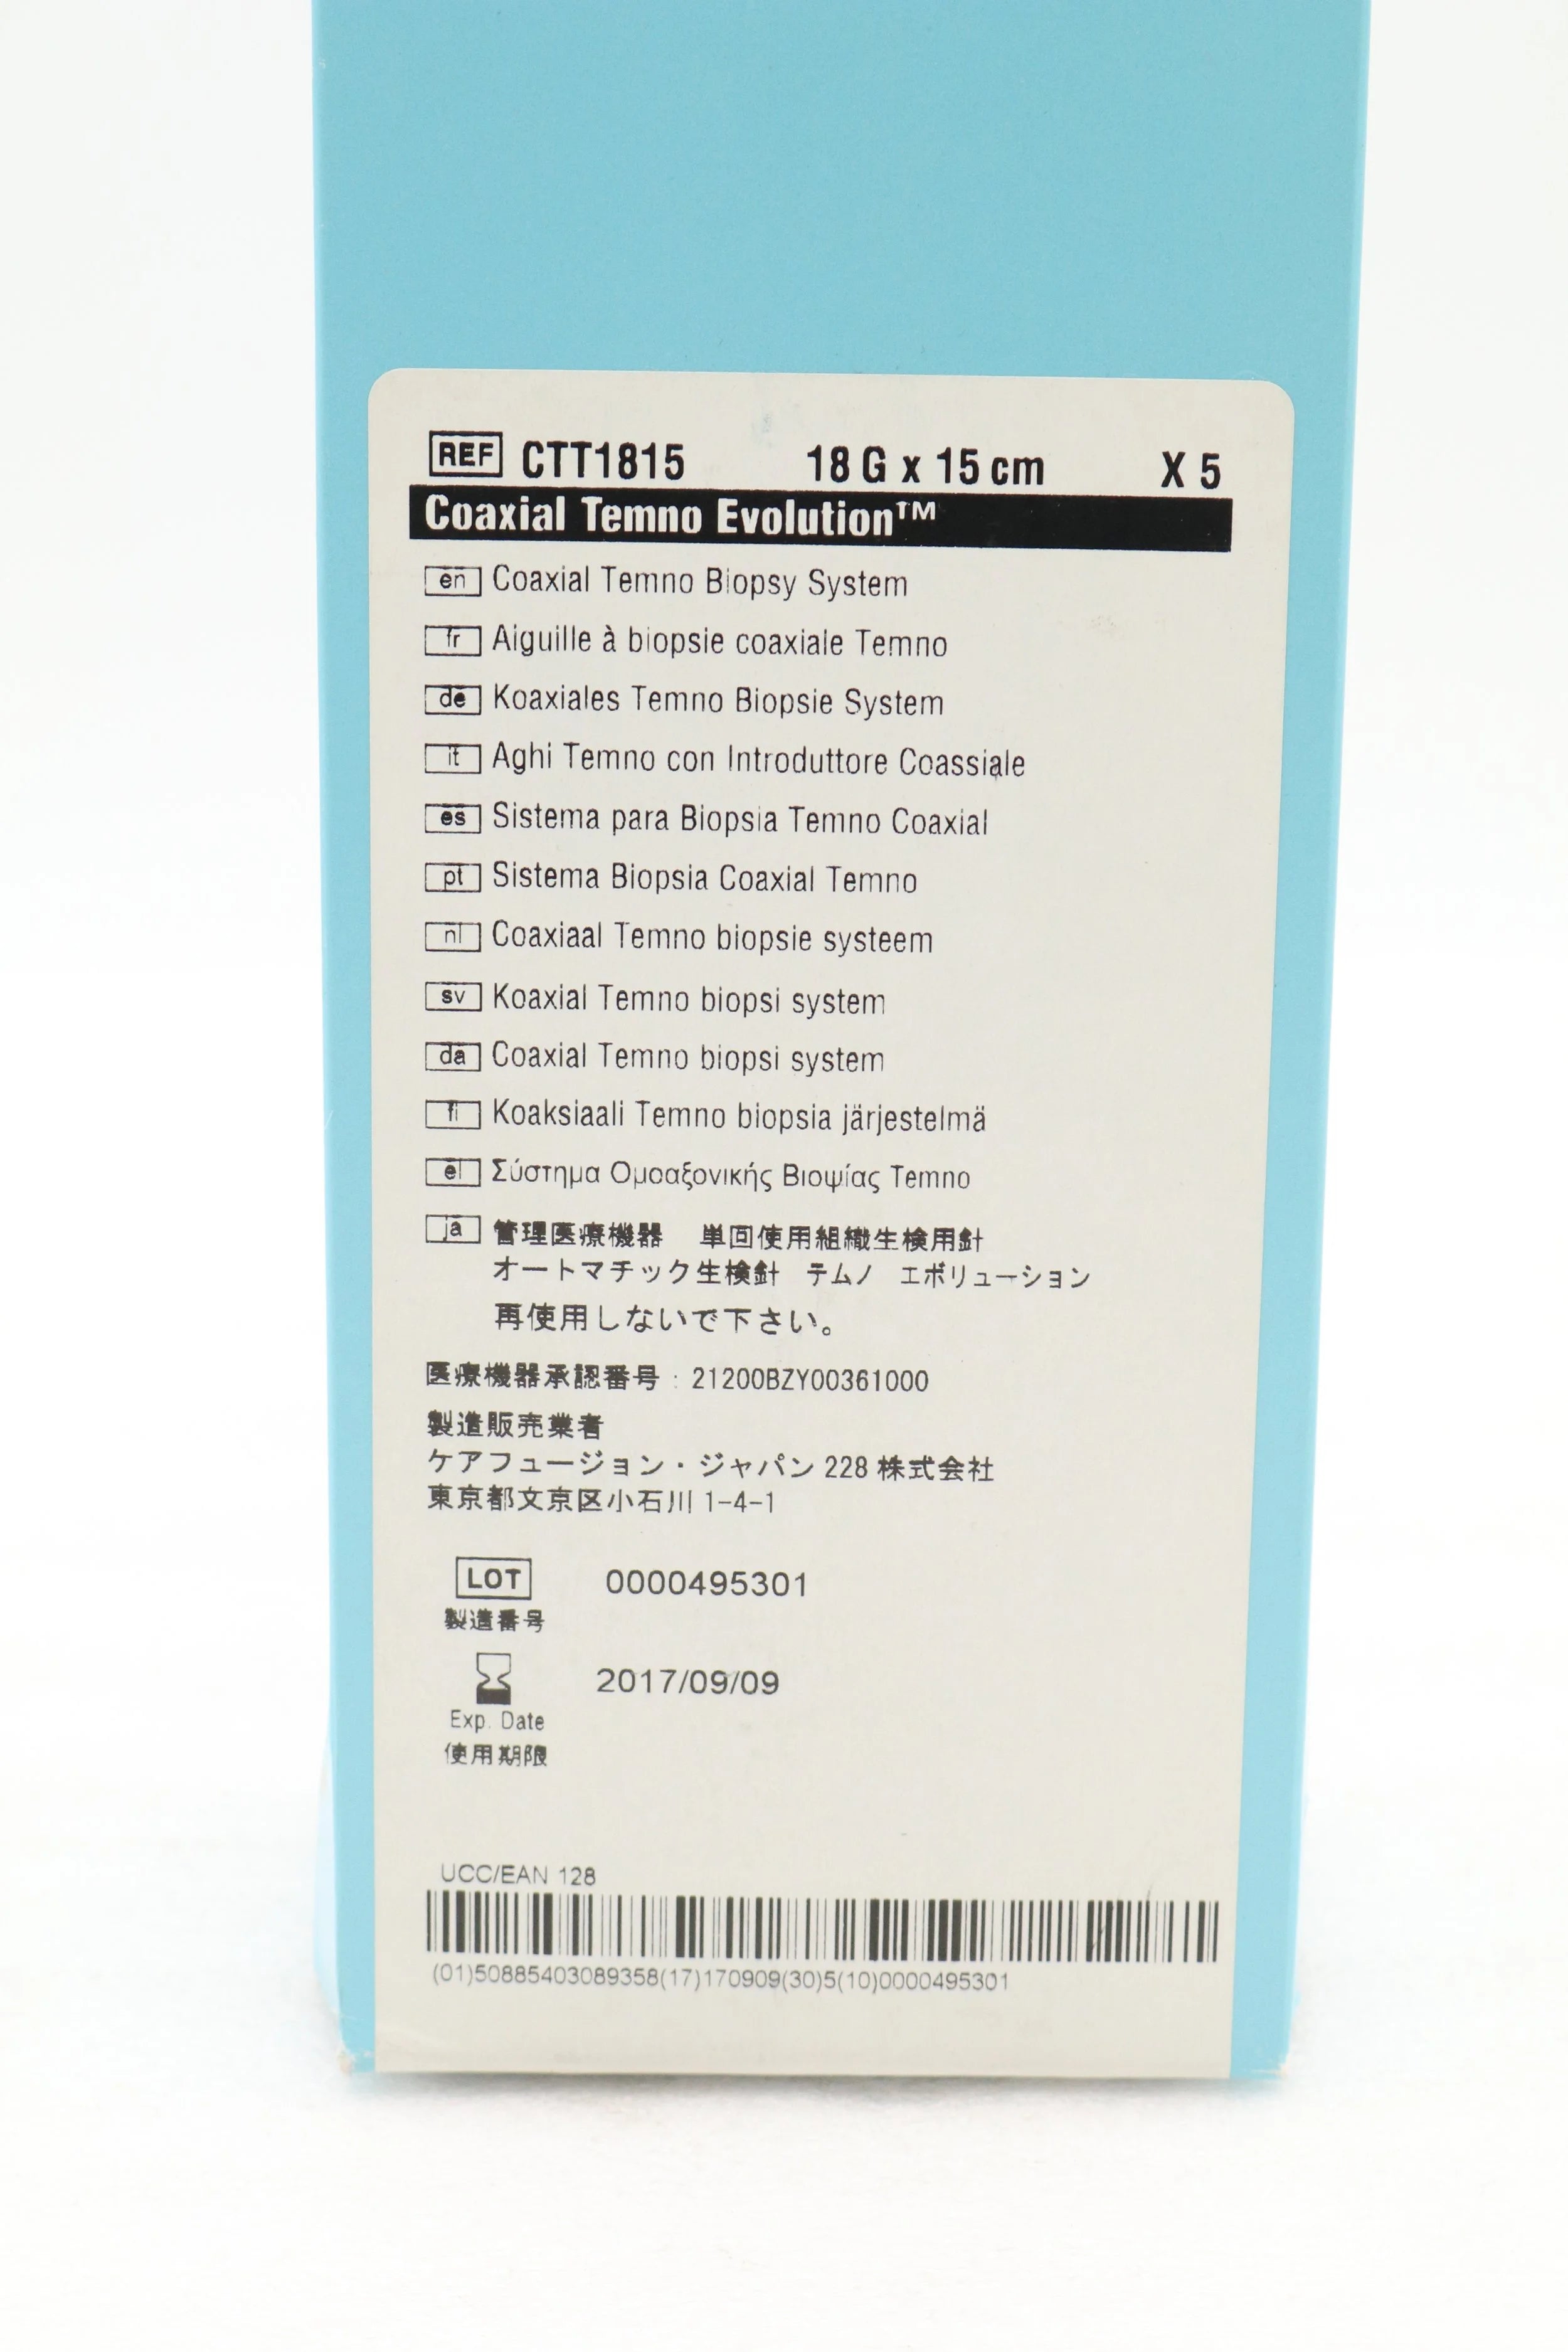 REF CTT1815 18 G x 15 cm X 5
Coaxial Temno Evolution™
en Coaxial Temno Biopsy System
fr Aiguille à biopsie coaxiale Temno
de Koaxiales Temno Biopsie System
it Aghi Temno con Introduttore Coassiale
es Sistema para Biopsia Temno Coaxial
pt Sistema Biopsia Coaxial Temno
nl Coaxiaal Temno biopsie systeem
sv Koaxial Temno biopsi system
da Coaxial Temno biopsi system
fi Koaksiaali Temno biopsia järjestelmä
el Σύστημα Ομοαξονικής Βιοψίας Temno
ja 管理医療機器 単回使用組織生検用針
オートマチック生検針 テムノ エボリューション
再使用しないで下さい。
医療機器承認番号 : 21200BZY00361000
製造販売業者
ケアフュージョン・ジャパン 228 株式会社
東京都文京区小石川 1-4-1
LOT 0000495301
製造番号
2017/09/09
Exp. Date
使用期限
UCC/EAN 128
(01)50885403089358(17)170909(30)5(10)0000495301